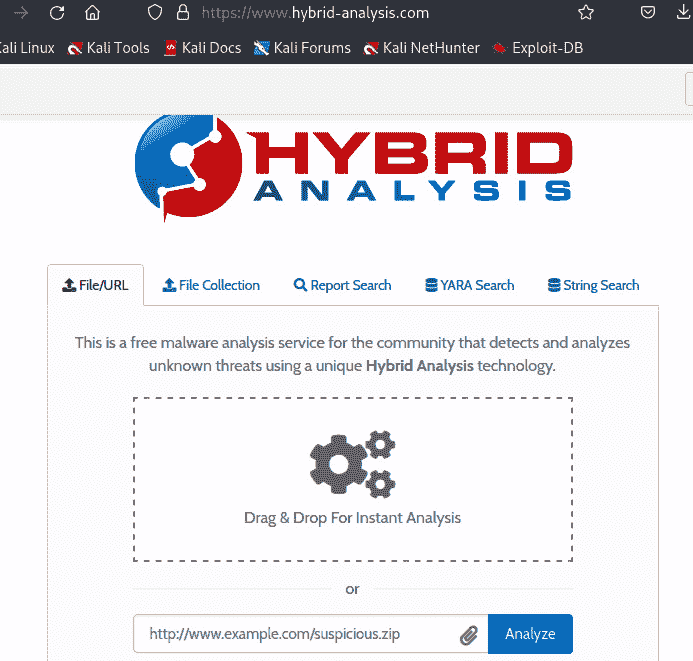 https://www.hybrid-analysis.com
Kali Linux Kali Tools Kali Docs Kali Forums Kali NetHunter Exploit-DB
HYBRID
ANALYSIS
File/URL File Collection Report Search YARA Search String Search
This is a free malware analysis service for the community that detects and analyzes
unknown threats using a unique Hybrid Analysis technology.
Drag & Drop For Instant Analysis
or
http://www.example.com/suspicious.zip Analyze